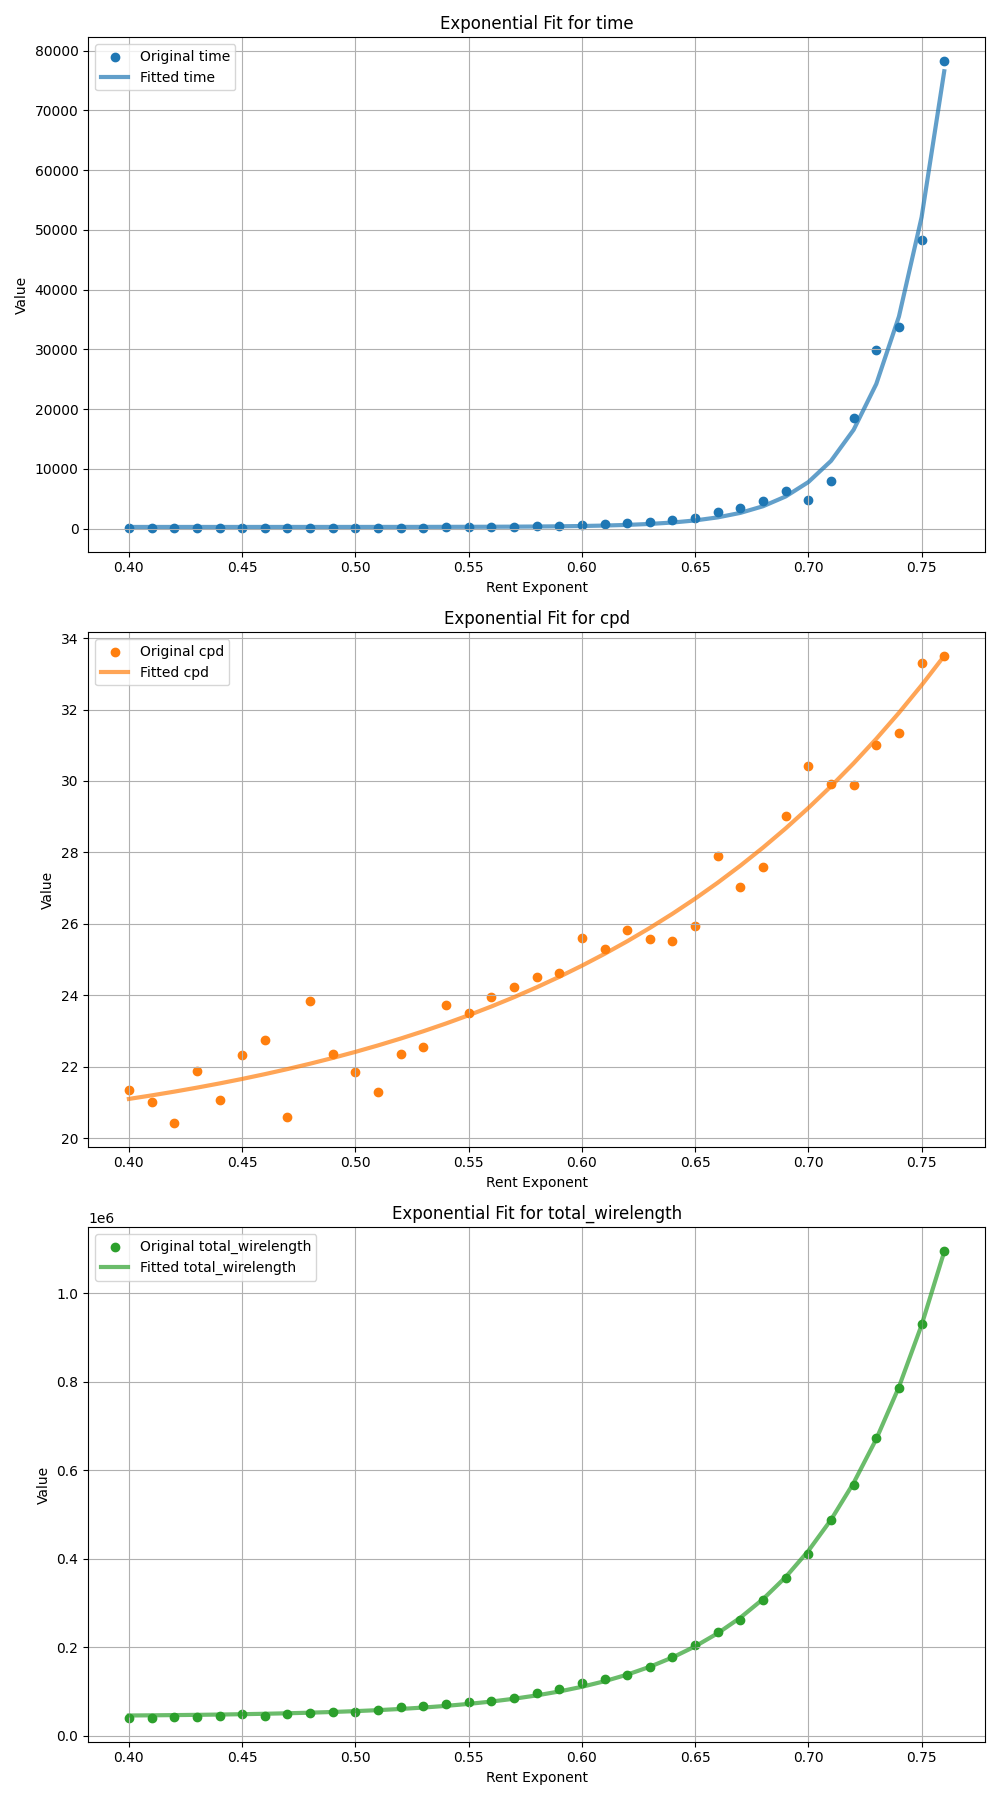 Exponential Fit for time
Original time
Fitted time
80000
70000
60000
50000
40000
30000
20000
10000
0
Value
0.40 0.45 0.50 0.55 0.60 0.65 0.70 0.75
Rent Exponent
Exponential Fit for cpd
Original cpd
Fitted cpd
34
32
30
28
26
24
22
20
Value
0.40 0.45 0.50 0.55 0.60 0.65 0.70 0.75
Rent Exponent
Exponential Fit for total_wirelength
1e6
Original total_wirelength
Fitted total_wirelength
1.0
0.8
0.6
0.4
0.2
0.0
Value
0.40 0.45 0.50 0.55 0.60 0.65 0.70 0.75
Rent Exponent